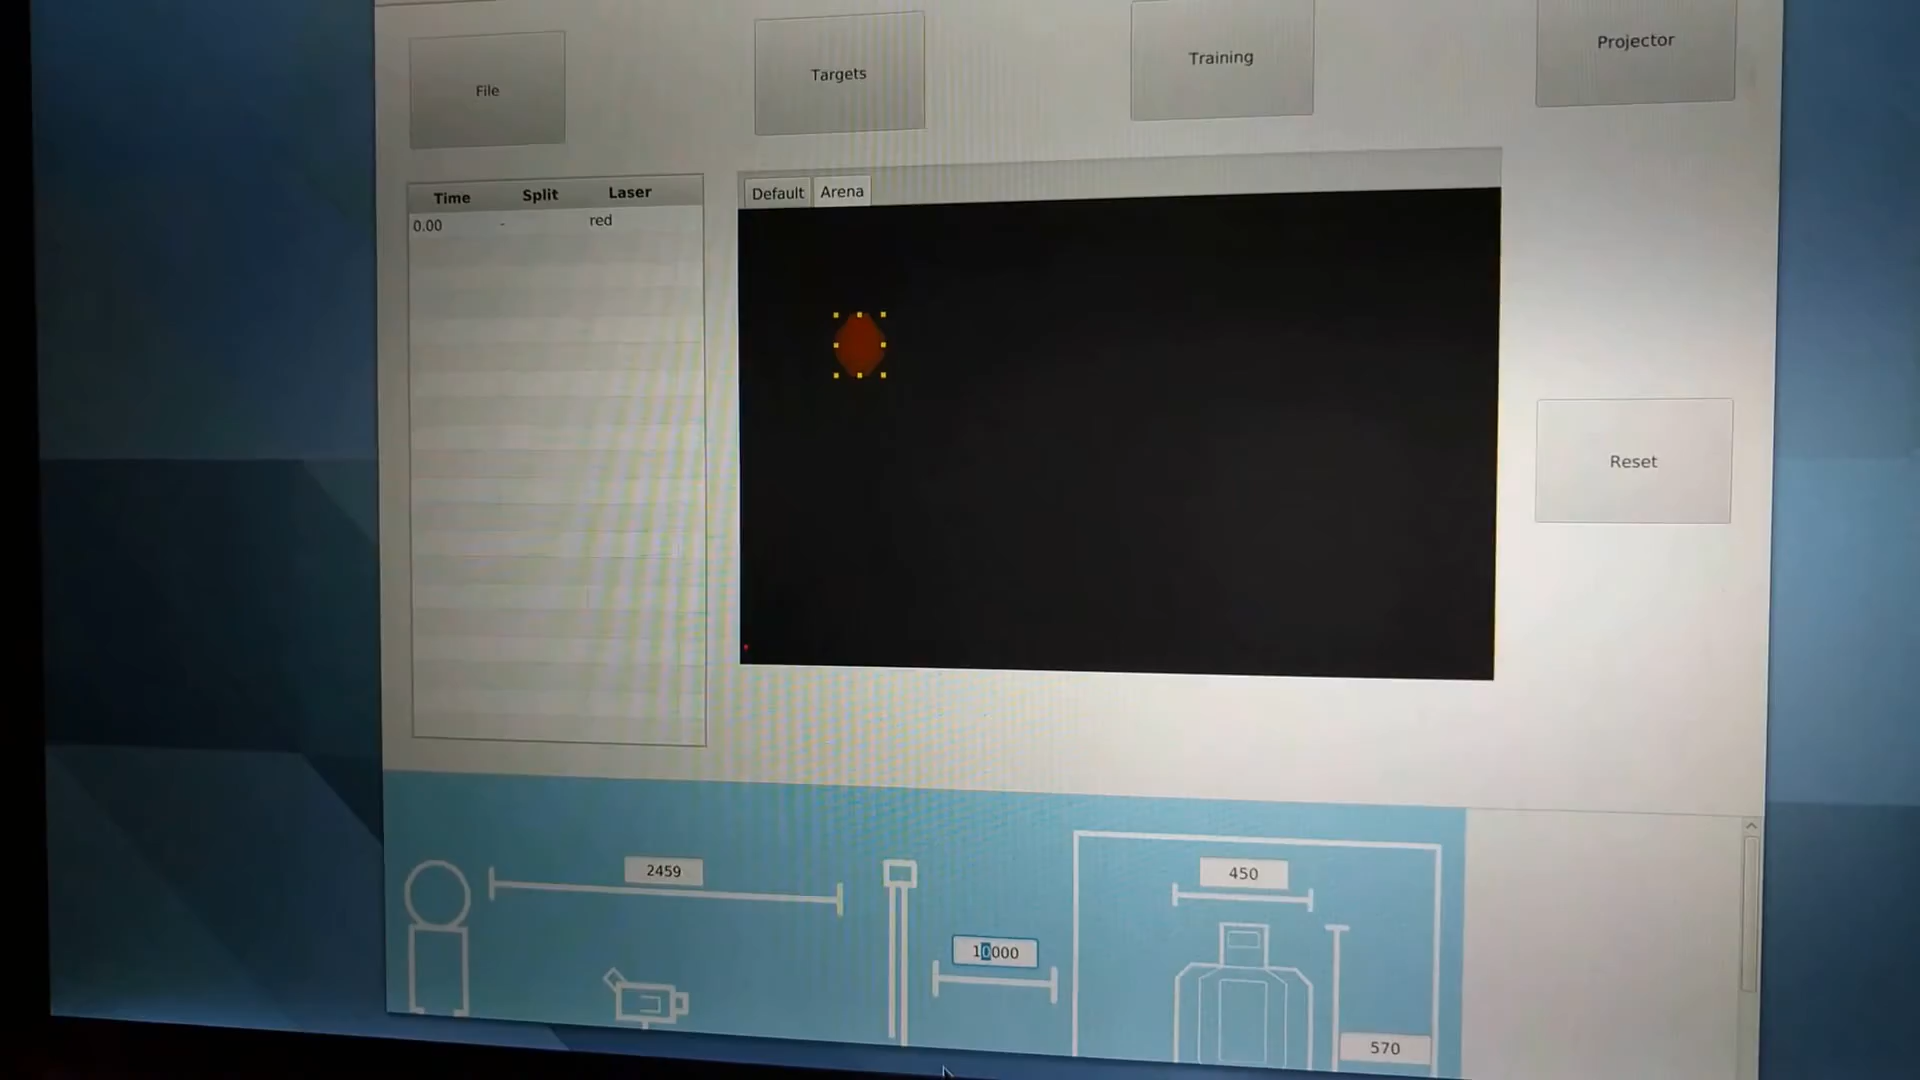 File
Targets
Training
Projector
Time Split Laser
0.00 - red
Default Arena
Reset
2459
450
10000
570